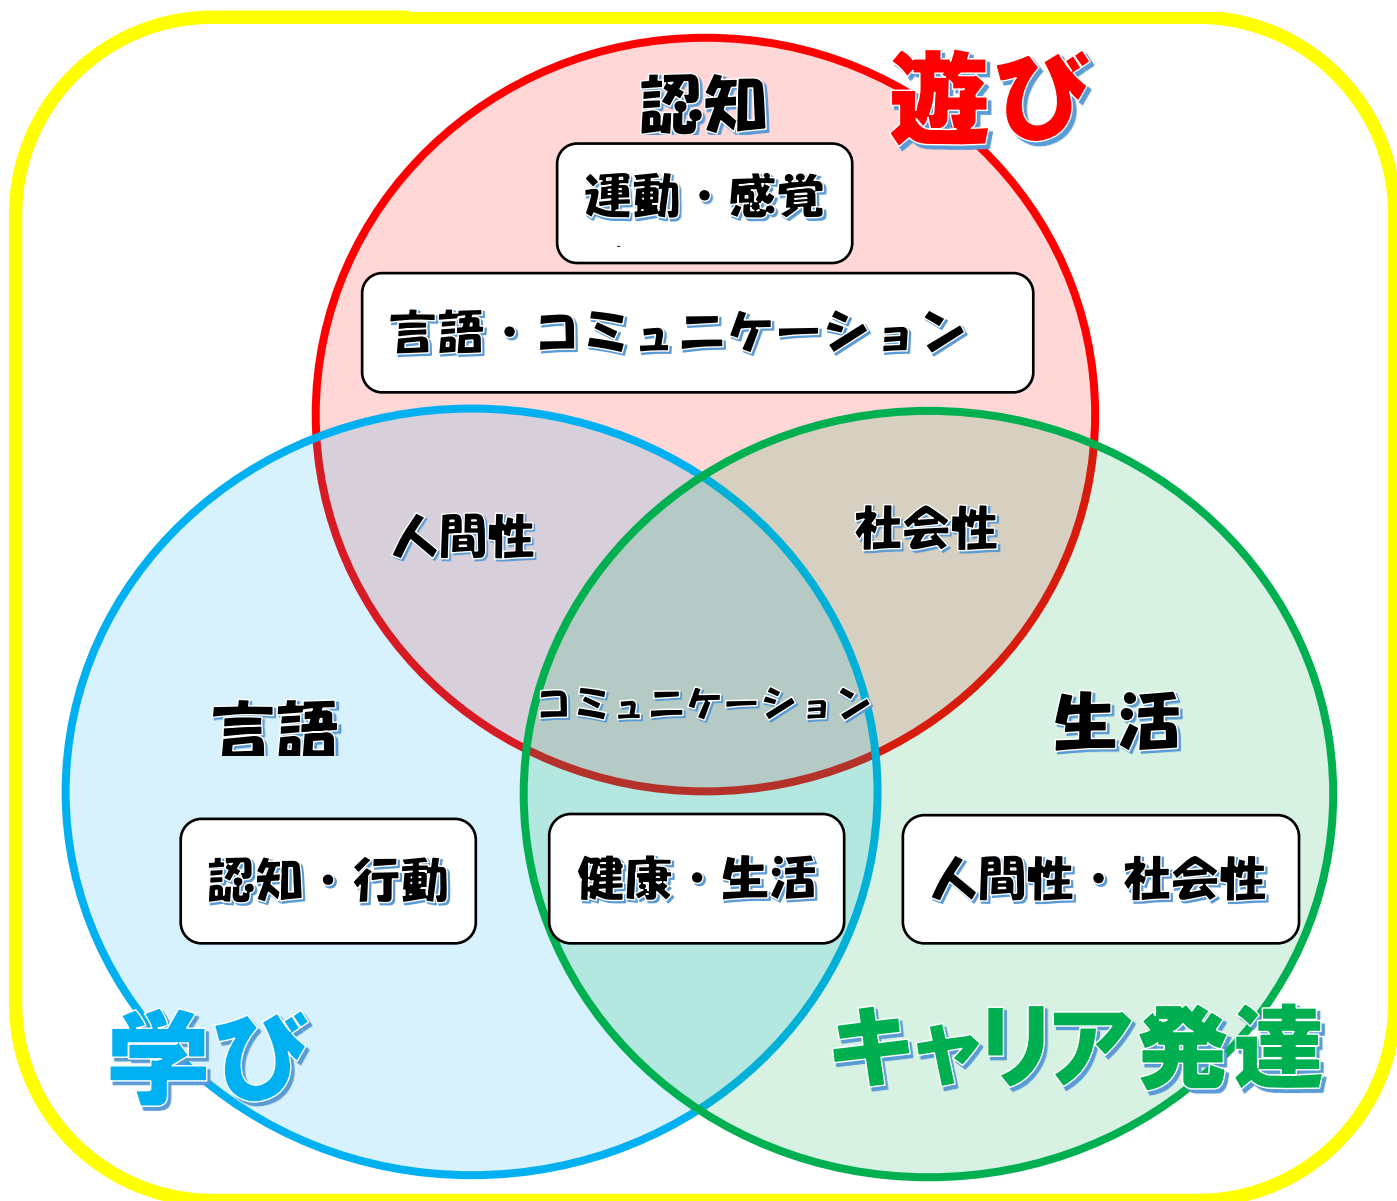 遊び
認知
運動・感覚
言語・コミュニケーション
人間性
社会性
コミュニケーション
言語
生活
認知・行動
健康・生活
人間性・社会性
学び
キャリア発達